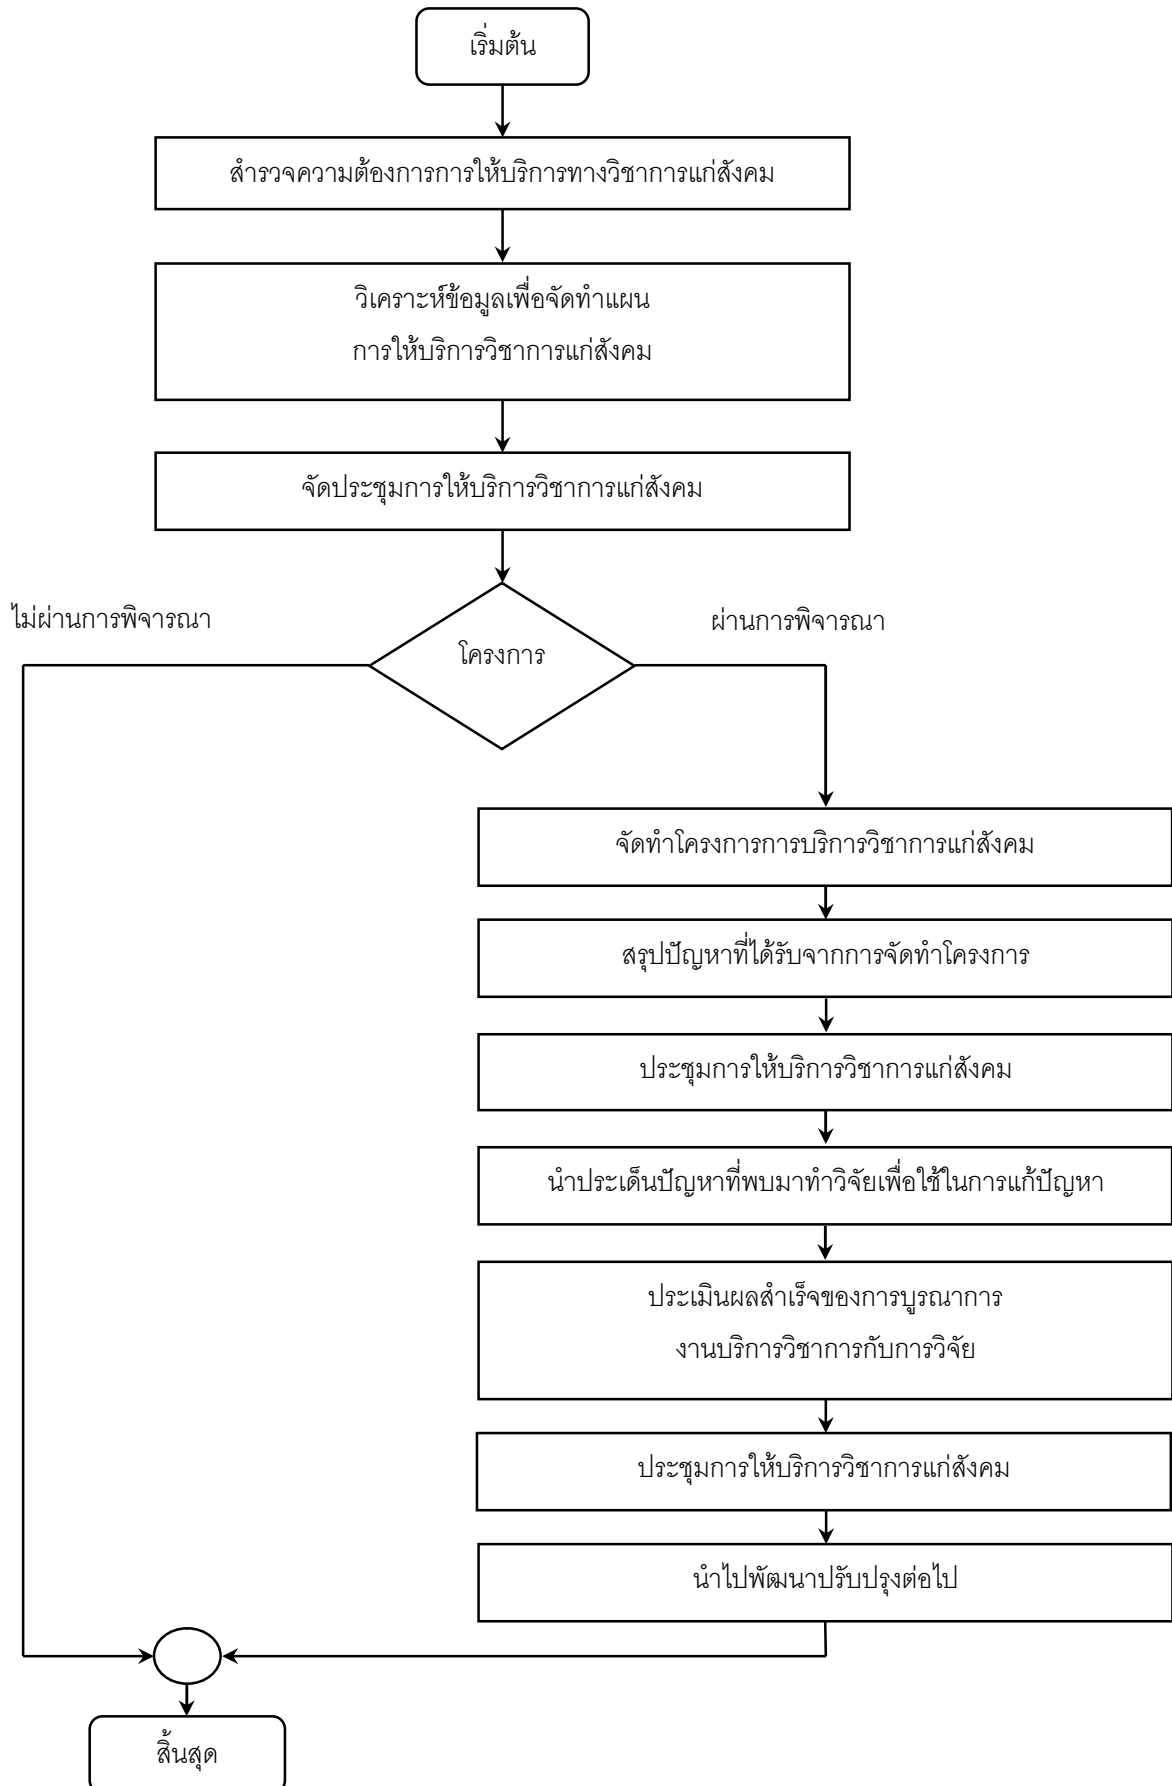 เริ่มต้น
สำรวจความต้องการการให้บริการทางวิชาการแก่สังคม
วิเคราะห์ข้อมูลเพื่อจัดทำแผน
การให้บริการวิชาการแก่สังคม
จัดประชุมการให้บริการวิชาการแก่สังคม
ไม่ผ่านการพิจารณา
ผ่านการพิจารณา
โครงการ
จัดทำโครงการการบริการวิชาการแก่สังคม
สรุปปัญหาที่ได้รับจากการจัดทำโครงการ
ประชุมการให้บริการวิชาการแก่สังคม
นำประเด็นปัญหาที่พบมาทำวิจัยเพื่อใช้ในการแก้ปัญหา
ประเมินผลสำเร็จของการบูรณาการ
งานบริการวิชาการกับการวิจัย
ประชุมการให้บริการวิชาการแก่สังคม
นำไปพัฒนาปรับปรุงต่อไป
สิ้นสุด